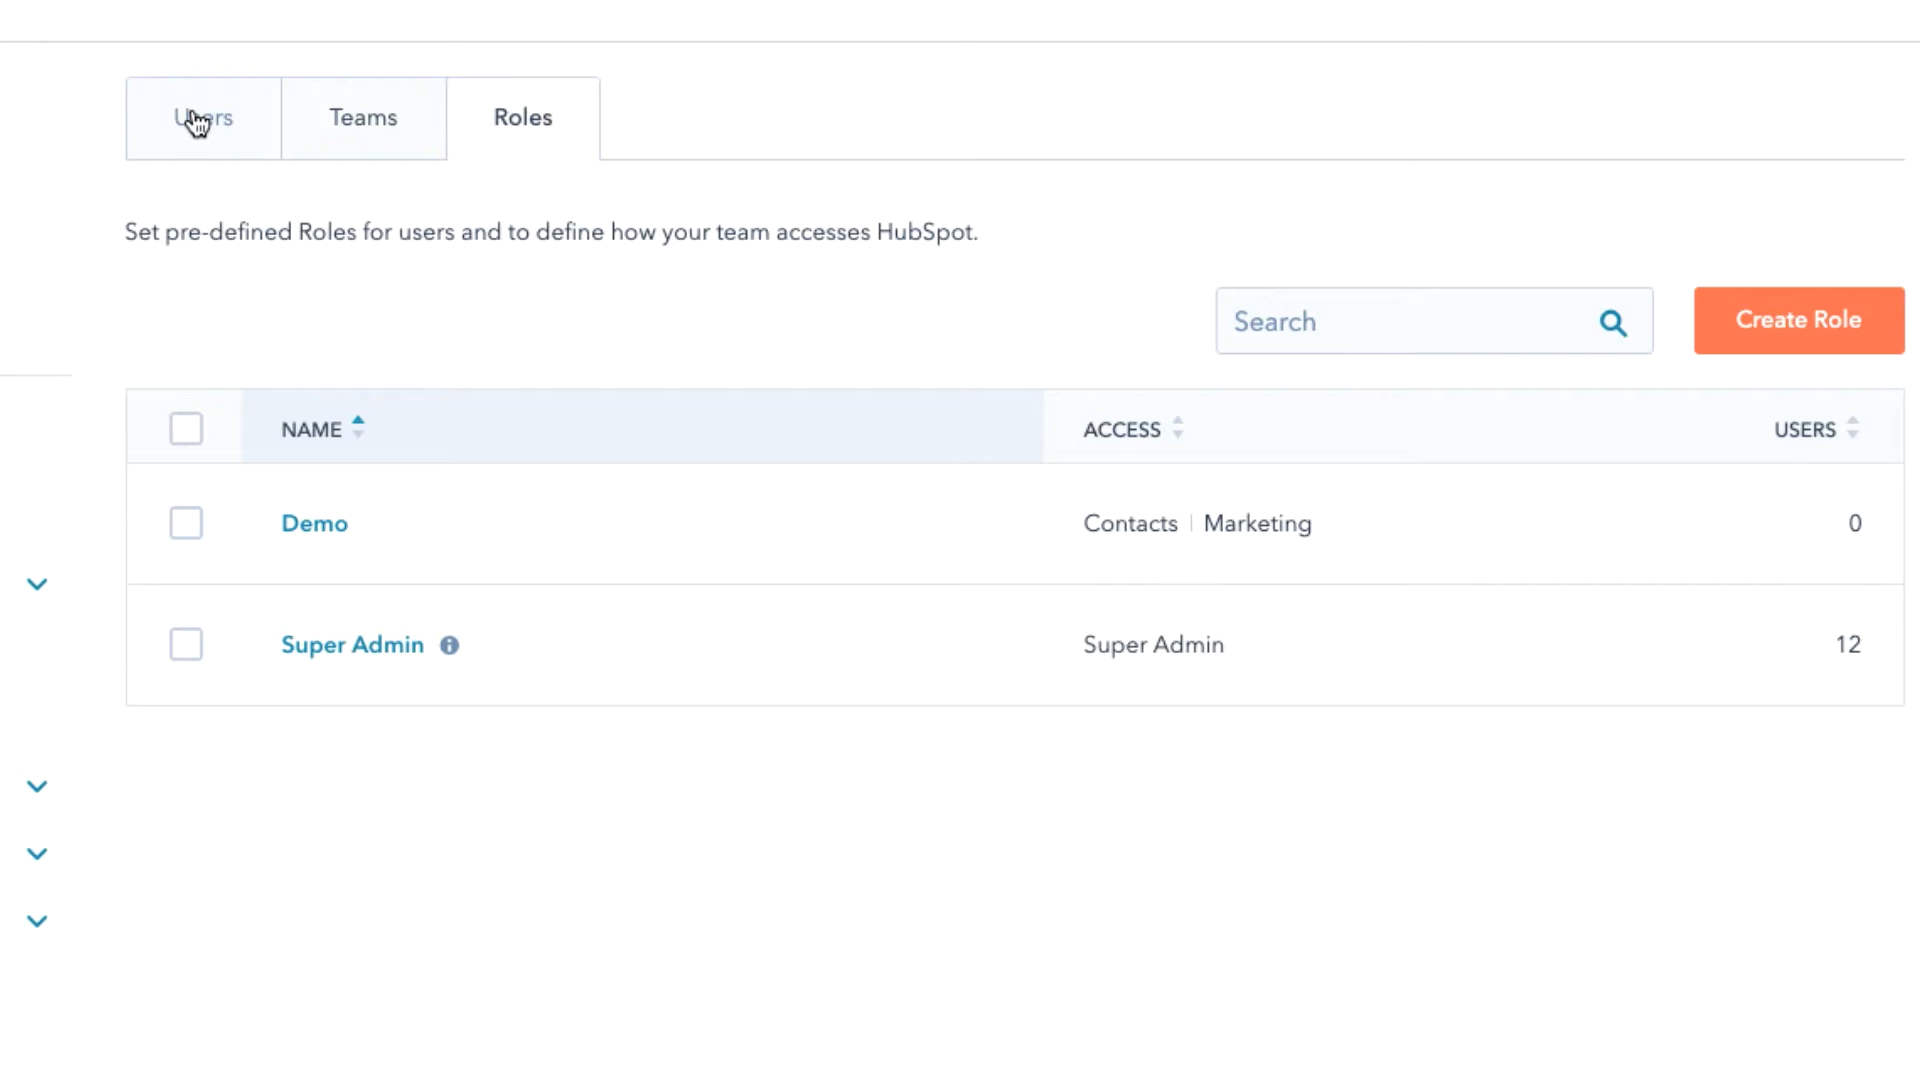 Users Teams Roles
Set pre-defined Roles for users and to define how your team accesses HubSpot.
Search Create Role
NAME ACCESS USERS
Demo Contacts | Marketing 0
Super Admin Super Admin 12